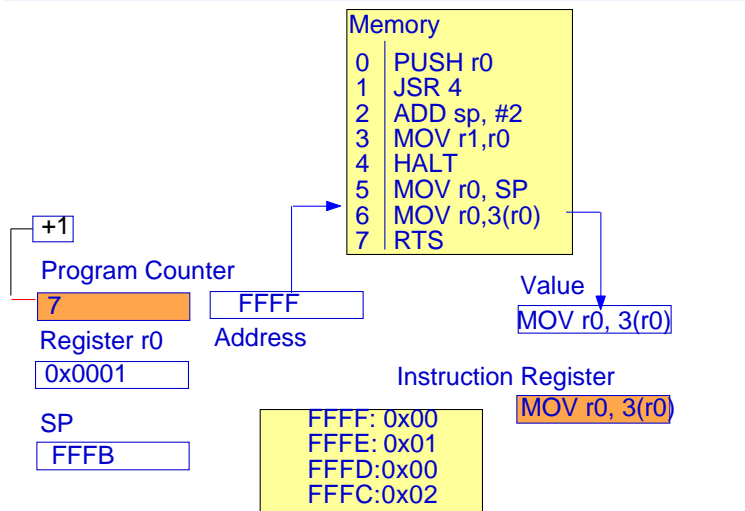 Memory
0 PUSH r0
1 JSR 4
2 ADD sp, #2
3 MOV r1,r0
4 HALT
5 MOV r0, SP
6 MOV r0,3(r0)
7 RTS
+1
Program Counter
7
FFFF
Address
Register r0
0x0001
SP
FFFB
Value
MOV r0, 3(r0)
Instruction Register
MOV r0, 3(r0)
FFFF: 0x00
FFFE: 0x01
FFFD:0x00
FFFC:0x02